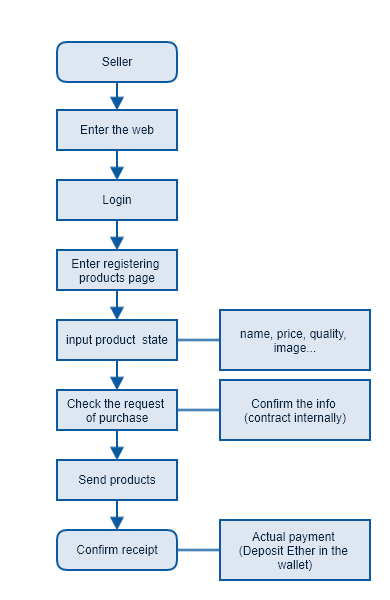 Seller
Enter the web
Login
Enter registering
products page
input product  state
name, price, quality,
image...
Check the request
of purchase
Confirm the info
(contract internally)
Send products
Confirm receipt
Actual payment
(Deposit Ether in the
wallet)